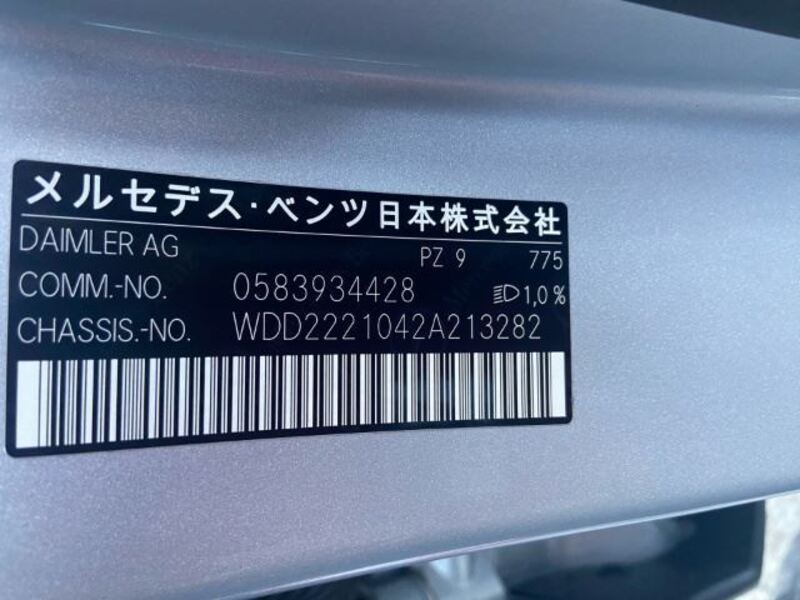 メルセデス・ベンツ日本株式会社
DAIMLER AG PZ 9 775
COMM.-NO. 0583934428 1,0%
CHASSIS.-NO. WDD2221042A213282